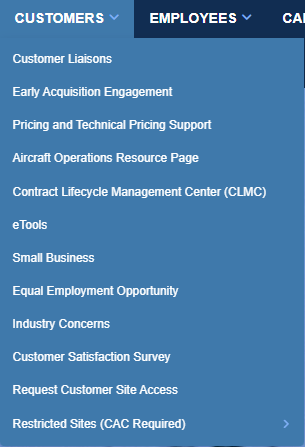 CUSTOMERS EMPLOYEES CA
Customer Liaisons
Early Acquisition Engagement
Pricing and Technical Pricing Support
Aircraft Operations Resource Page
Contract Lifecycle Management Center (CLMC)
eTools
Small Business
Equal Employment Opportunity
Industry Concerns
Customer Satisfaction Survey
Request Customer Site Access
Restricted Sites (CAC Required)